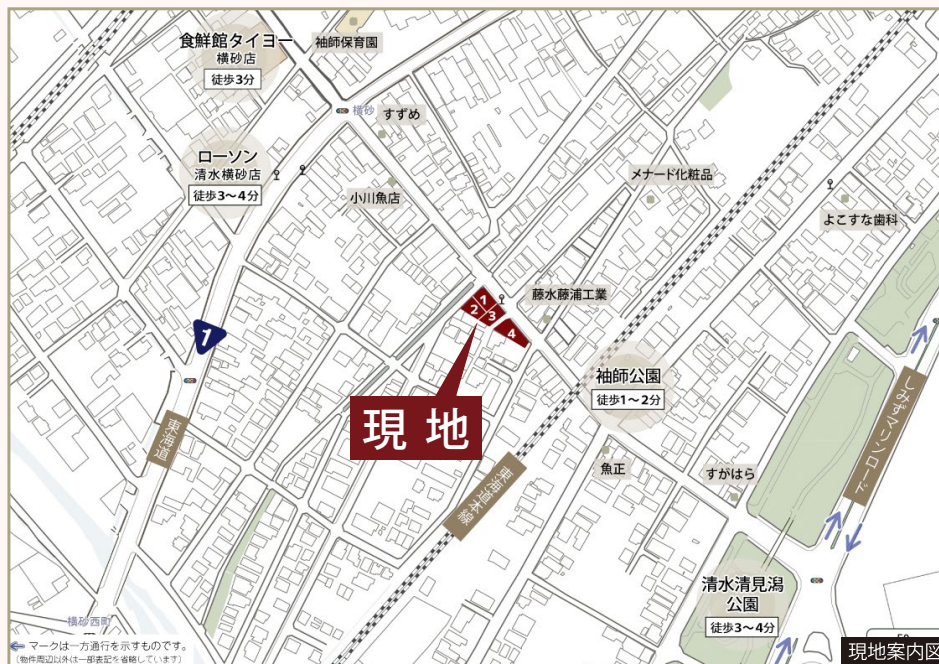 食鮮館タイヨー
横砂店
徒歩3分
袖師保育園
横砂
すずめ
ローソン
清水横砂店
徒歩3～4分
小川魚店
メナード化粧品
よこすな歯科
藤水藤浦工業
1
2
3
4
1
現地
袖師公園
徒歩1～2分
東海道
東海道本線
しみずマリンロード
魚正
すがはら
清水清見潟
公園
徒歩3～4分
横砂西町
マークは一方通行を示すものです。
（物件周辺以外は一部表記を省略しています）
現地案内図